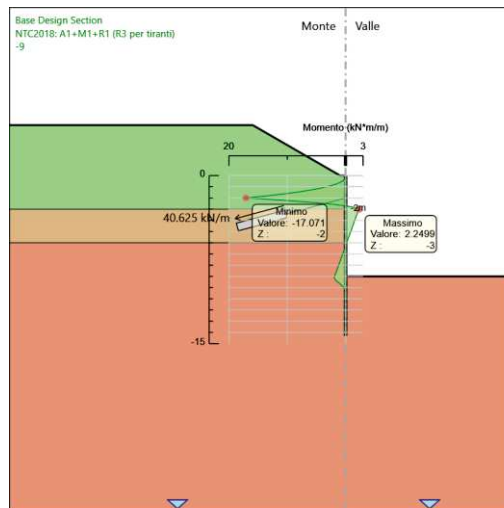 Base Design Section
NTC2018: A1+M1+R1 (R3 per tiranti)
-9
Monte Valle
Momento (kN*m/m)
20 3
0
40.625 kN/m
-2m
Minimo
Valore: -17.071
Z : -2
Massimo
Valore: 2.2499
Z : -3
-15